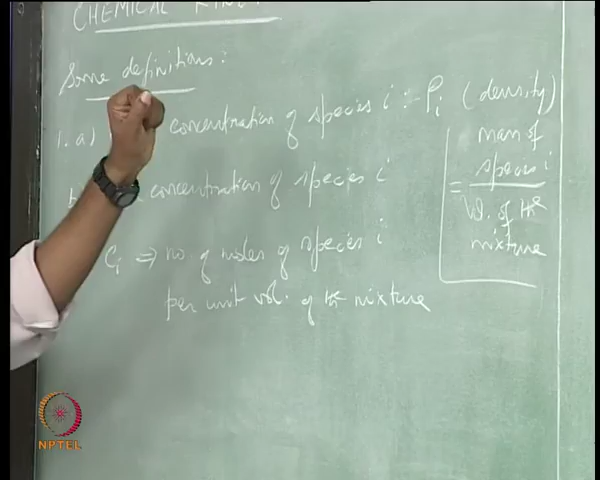 CHEMICAL
Some definitions:
1. a) concentration of species i :- ρi (density)
= mass of species i
Vol. of the mixture
b) concentration of species i
Ci ⇒ no. of moles of species i
per unit vol. of the mixture
NPTEL